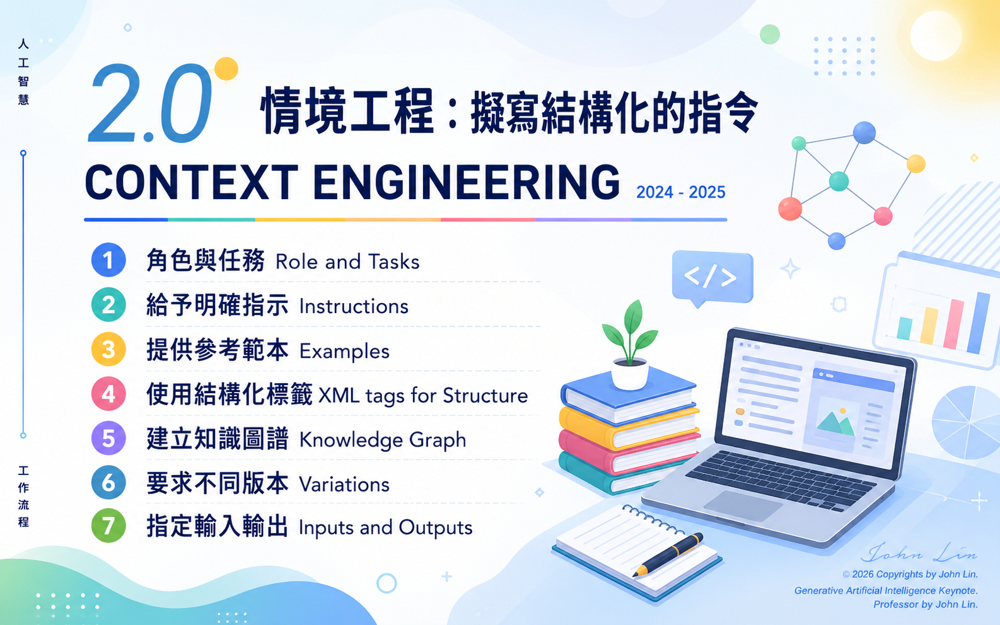 人工智慧
2.0
情境工程：擬寫結構化的指令
CONTEXT ENGINEERING 2024 - 2025
1 角色與任務 Role and Tasks
2 給予明確指示 Instructions
3 提供參考範本 Examples
4 使用結構化標籤 XML tags for Structure
5 建立知識圖譜 Knowledge Graph
6 要求不同版本 Variations
7 指定輸入輸出 Inputs and Outputs
工作流程
</>
John Lin
© 2026 Copyrights by John Lin.
Generative Artificial Intelligence Keynote.
Professor by John Lin.